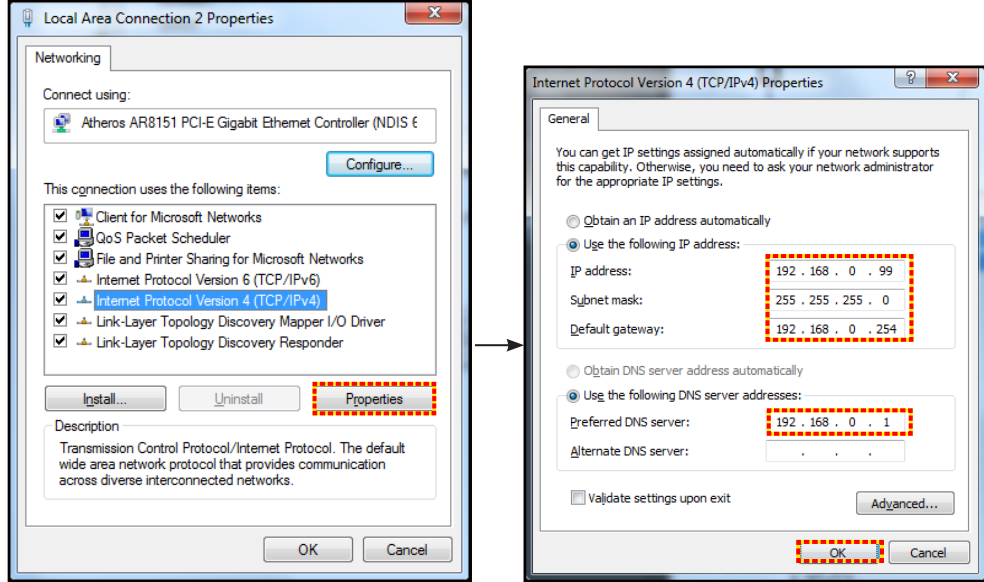 Local Area Connection 2 Properties
Networking
Connect using:
Atheros AR8151 PCI-E Gigabit Ethernet Controller (NDIS 6
Configure...
This connection uses the following items:
Client for Microsoft Networks
QoS Packet Scheduler
File and Printer Sharing for Microsoft Networks
Internet Protocol Version 6 (TCP/IPv6)
Internet Protocol Version 4 (TCP/IPv4)
Link-Layer Topology Discovery Mapper I/O Driver
Link-Layer Topology Discovery Responder
Install...
Uninstall
Properties
Description
Transmission Control Protocol/Internet Protocol. The default
wide area network protocol that provides communication
across diverse interconnected networks.
OK
Cancel
Internet Protocol Version 4 (TCP/IPv4) Properties
General
You can get IP settings assigned automatically if your network supports
this capability. Otherwise, you need to ask your network administrator
for the appropriate IP settings.
Obtain an IP address automatically
Use the following IP address:
IP address: 192 . 168 . 0 . 99
Subnet mask: 255 . 255 . 255 . 0
Default gateway: 192 . 168 . 0 . 254
Obtain DNS server address automatically
Use the following DNS server addresses:
Preferred DNS server: 192 . 168 . 0 . 1
Alternate DNS server: . . .
Validate settings upon exit
Advanced...
OK
Cancel